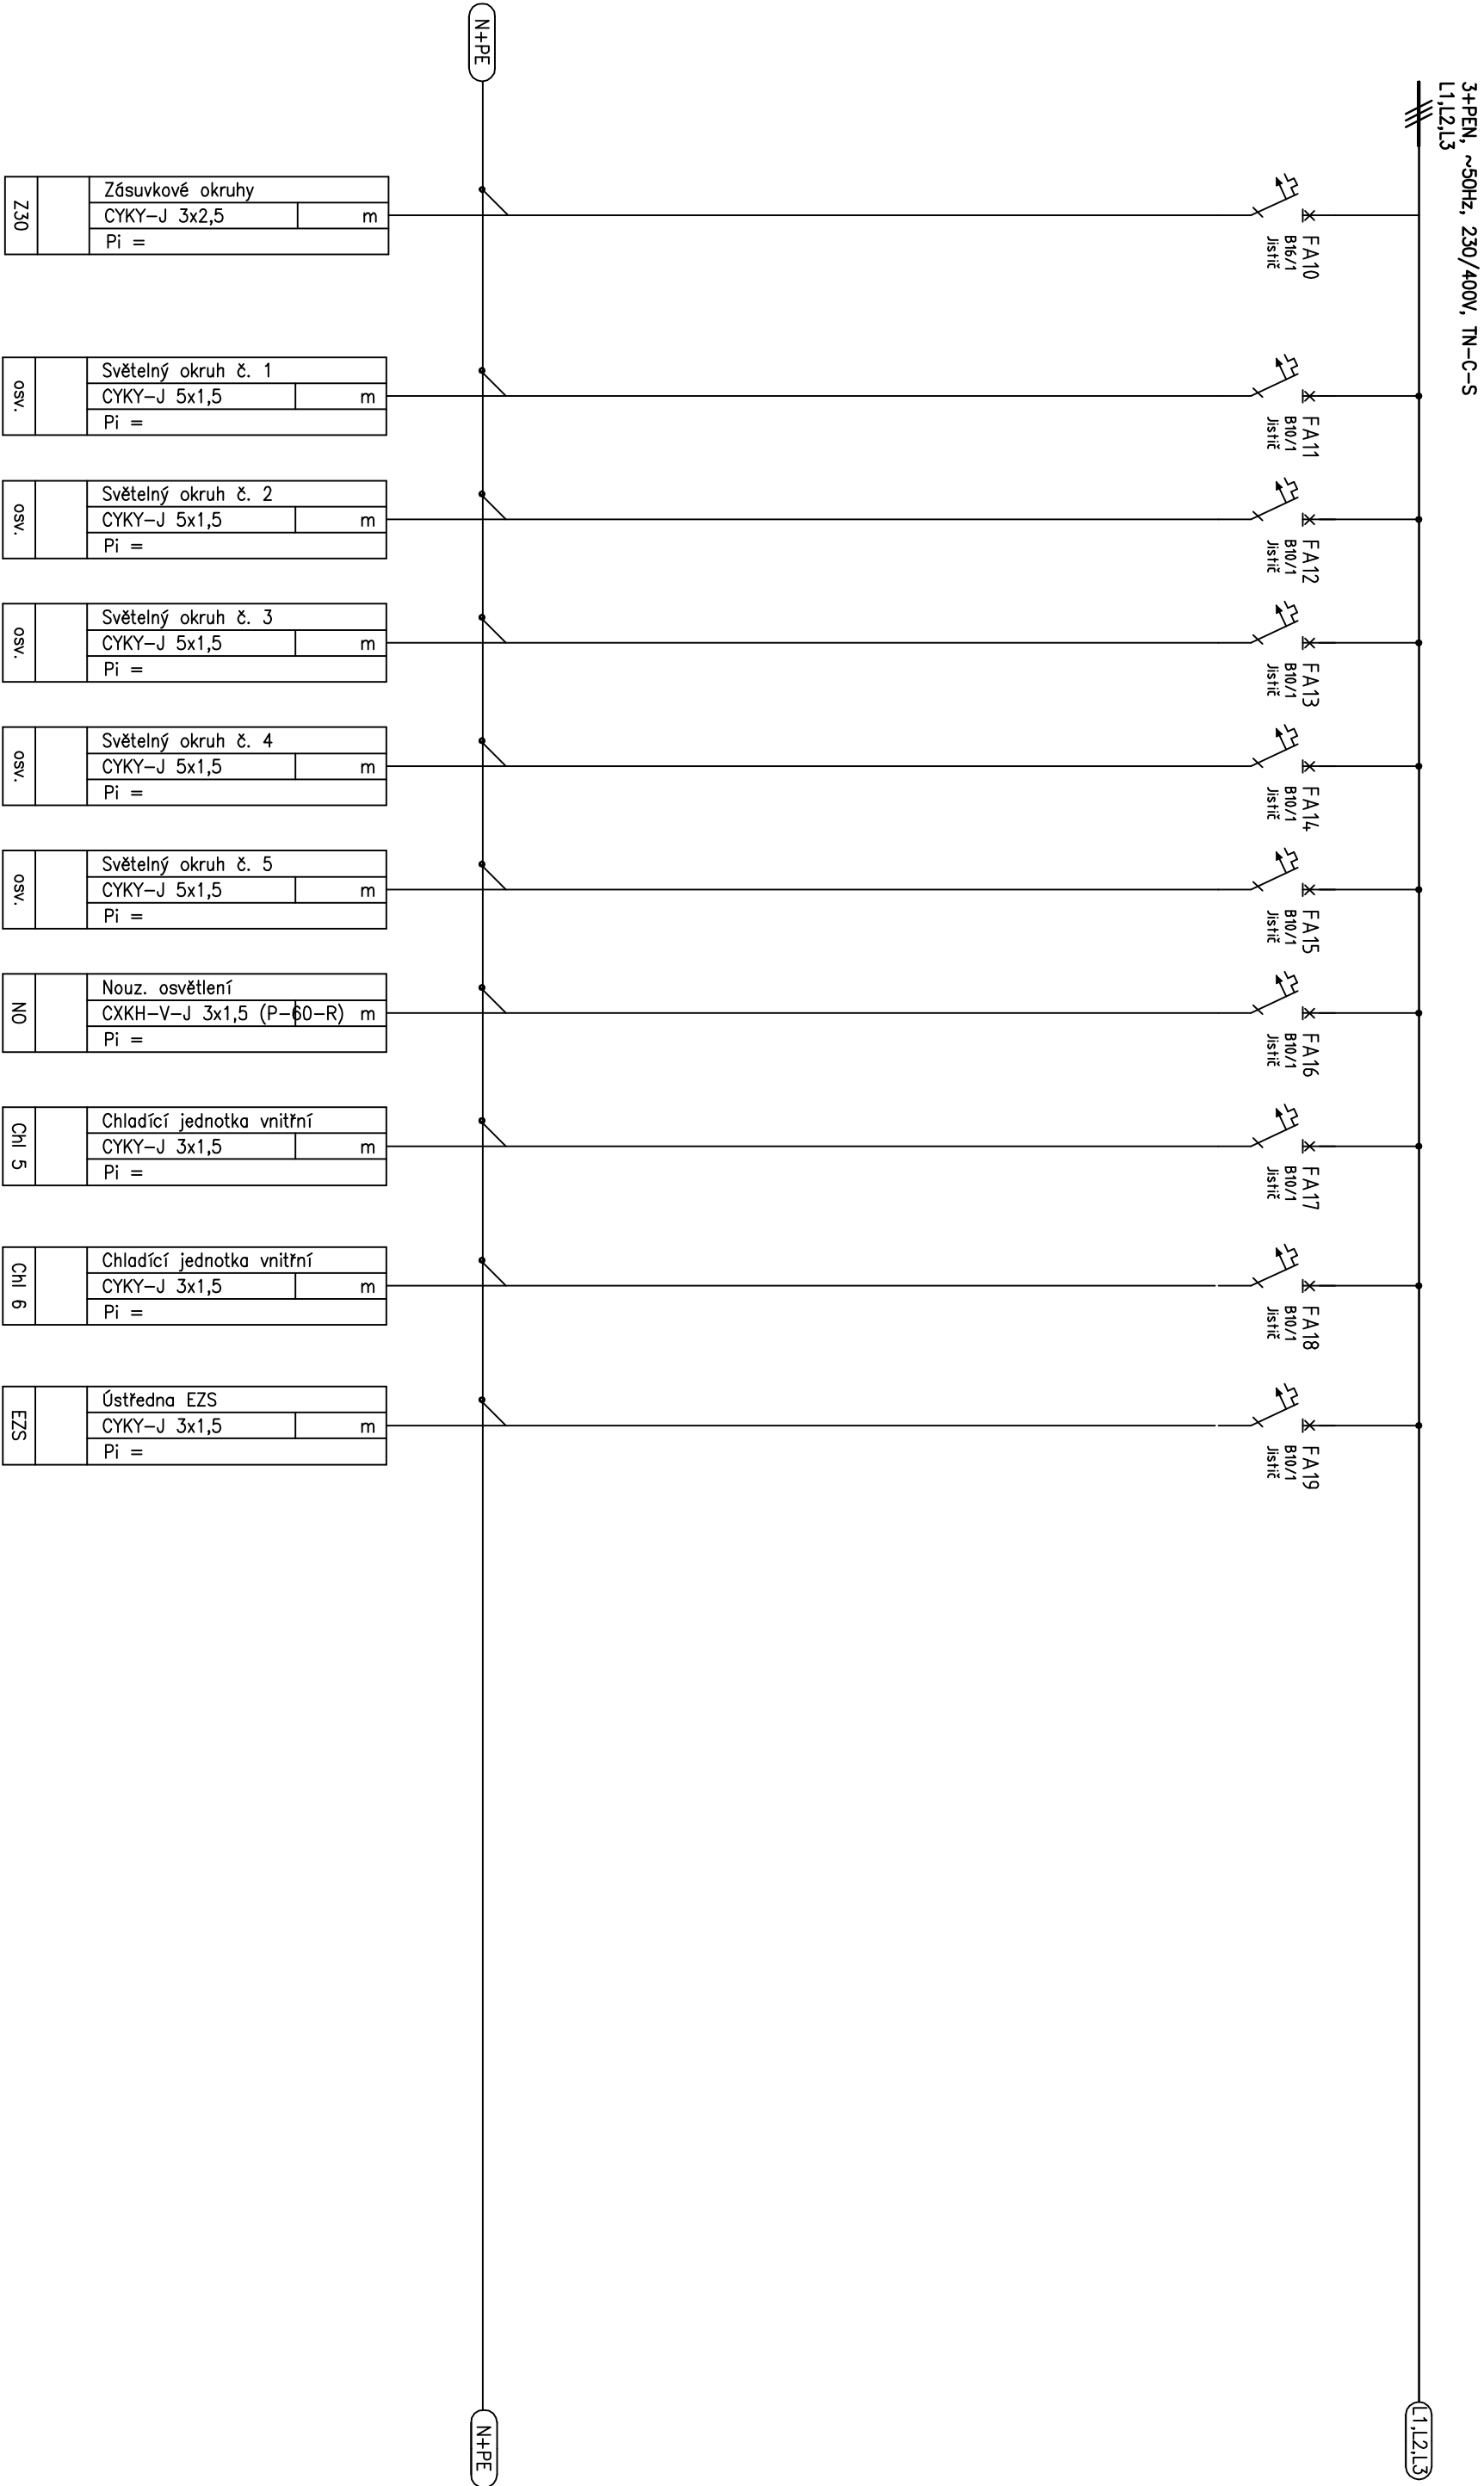 3+PEN, ~50Hz, 230/400V, TN-C-S
L1,L2,L3
N+PE
FA10
B16/1
Jistič
Zásuvkové okruhy
CYKY-J 3x2,5 m
Pi =
Z30
FA11
B10/1
Jistič
Světelný okruh č. 1
CYKY-J 5x1,5 m
Pi =
osv.
FA12
B10/1
Jistič
Světelný okruh č. 2
CYKY-J 5x1,5 m
Pi =
osv.
FA13
B10/1
Jistič
Světelný okruh č. 3
CYKY-J 5x1,5 m
Pi =
osv.
FA14
B10/1
Jistič
Světelný okruh č. 4
CYKY-J 5x1,5 m
Pi =
osv.
FA15
B10/1
Jistič
Světelný okruh č. 5
CYKY-J 5x1,5 m
Pi =
osv.
FA16
B10/1
Jistič
Nouz. osvětlení
CXKH-V-J 3x1,5 (P-60-R) m
Pi =
NO
FA17
B10/1
Jistič
Chladící jednotka vnitřní
CYKY-J 3x1,5 m
Pi =
Chl 5
FA18
B10/1
Jistič
Chladící jednotka vnitřní
CYKY-J 3x1,5 m
Pi =
Chl 6
FA19
B10/1
Jistič
Ústředna EZS
CYKY-J 3x1,5 m
Pi =
EZS
L1,L2,L3
N+PE